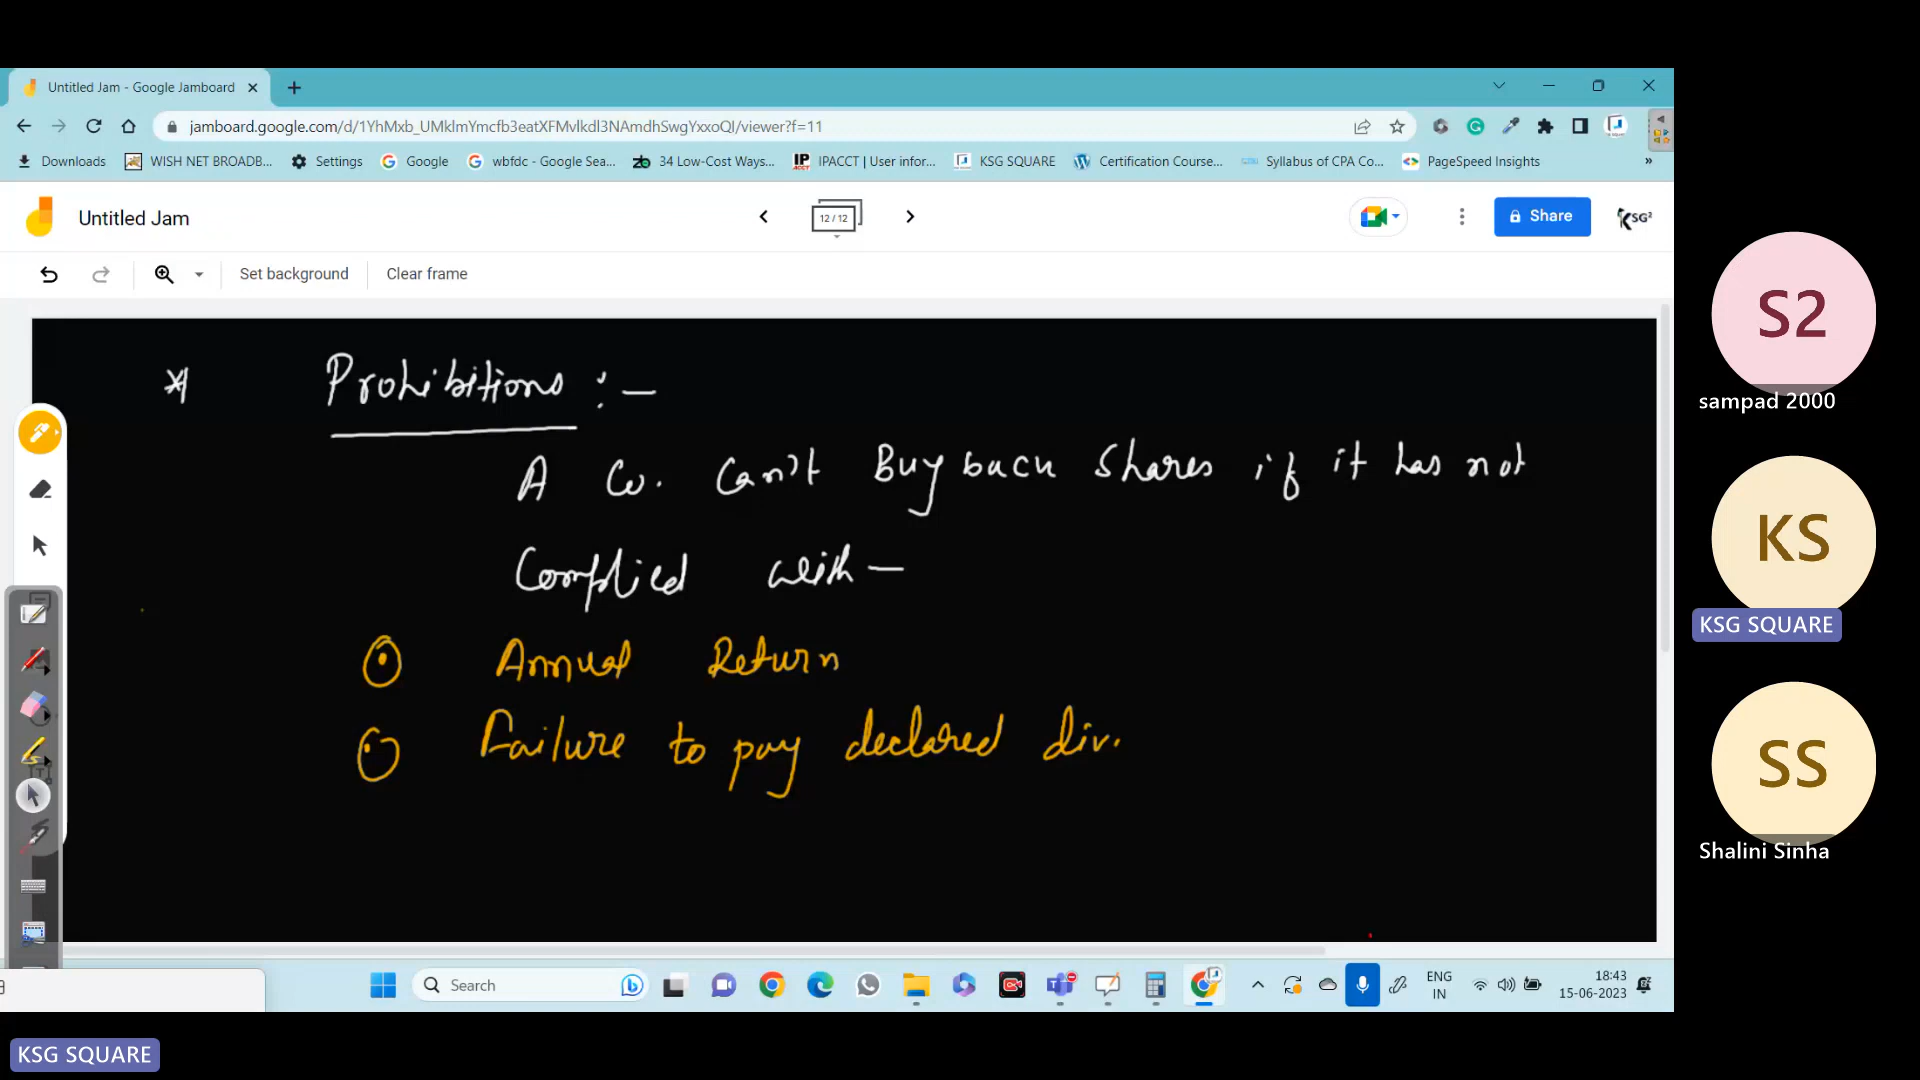 Untitled Jam - Google Jamboard
jamboard.google.com/d/1YhMxb_UMklmYmcfb3eatXFMvlkdl3NAmdhSwgYxxoQI/viewer?f=11
Downloads WISH NET BROADB... Settings Google wbfdc - Google Sea... 34 Low-Cost Ways... IPACCT | User infor... KSG SQUARE Certification Course... Syllabus of CPA Co... PageSpeed Insights »
Untitled Jam 12 / 12 Share KSG²
Set background Clear frame
* Prohibitions :-
A Co. Can't Buy back Shares if it has not
Complied with -
Annual Return
Failure to pay declared div.
S2
sampad 2000
KS
KSG SQUARE
SS
Shalini Sinha
Search
ENG
IN
18:43
15-06-2023
KSG SQUARE